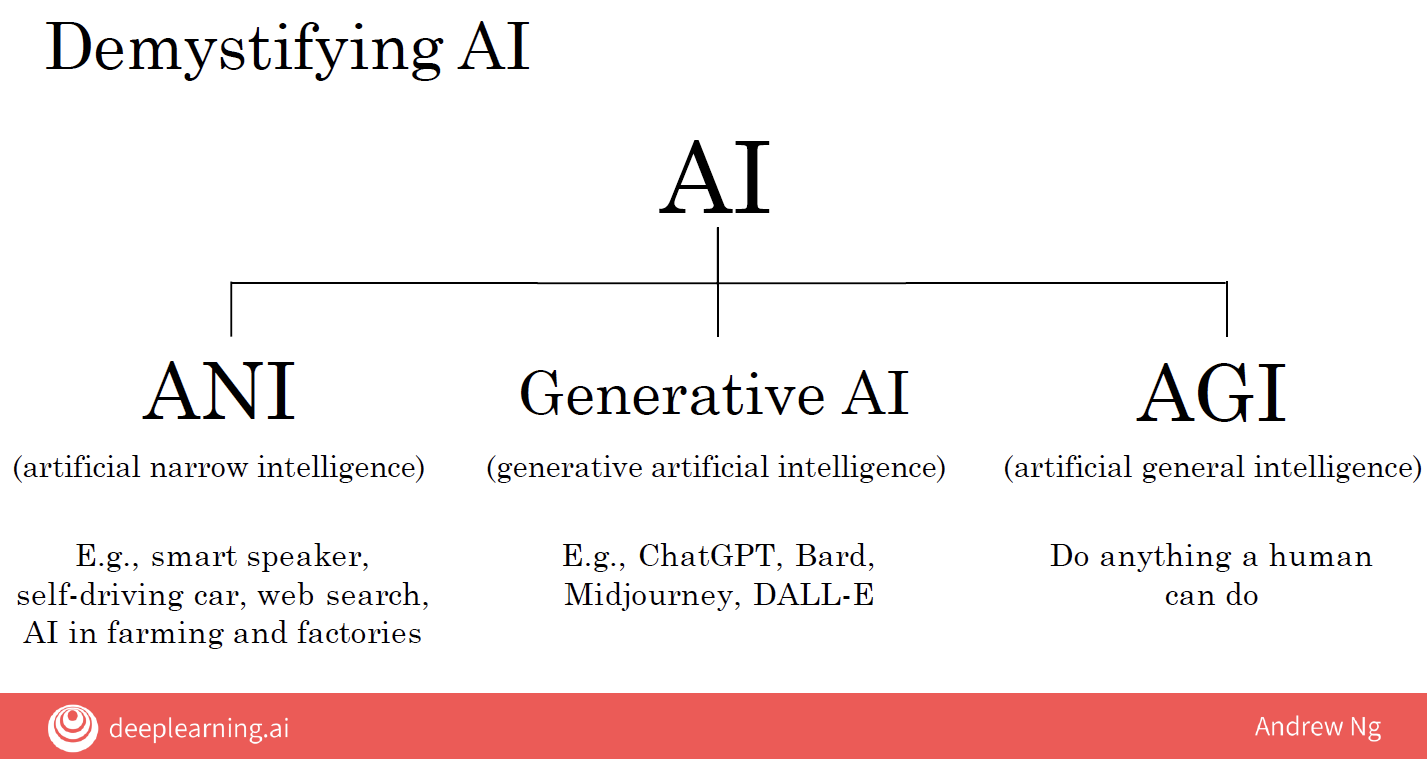 Demystifying AI
AI
ANI
(artificial narrow intelligence)
E.g., smart speaker,
self-driving car, web search,
AI in farming and factories
Generative AI
(generative artificial intelligence)
E.g., ChatGPT, Bard,
Midjourney, DALL-E
AGI
(artificial general intelligence)
Do anything a human
can do
deeplearning.ai
Andrew Ng